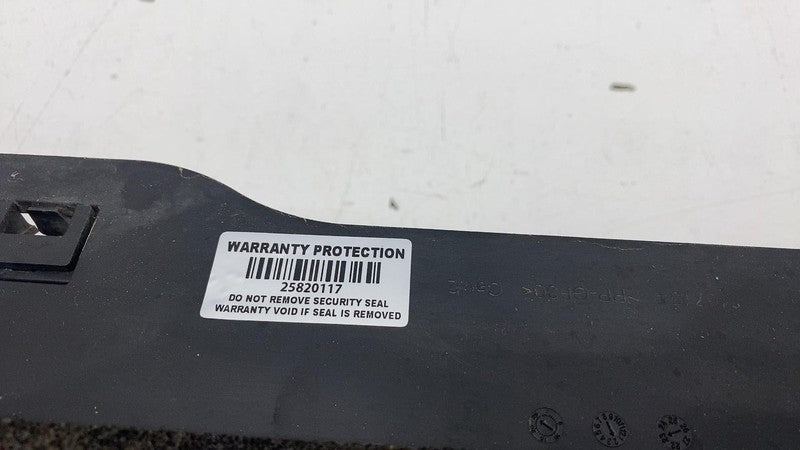 WARRANTY PROTECTION
25820117
DO NOT REMOVE SECURITY SEAL
WARRANTY VOID IF SEAL IS REMOVED